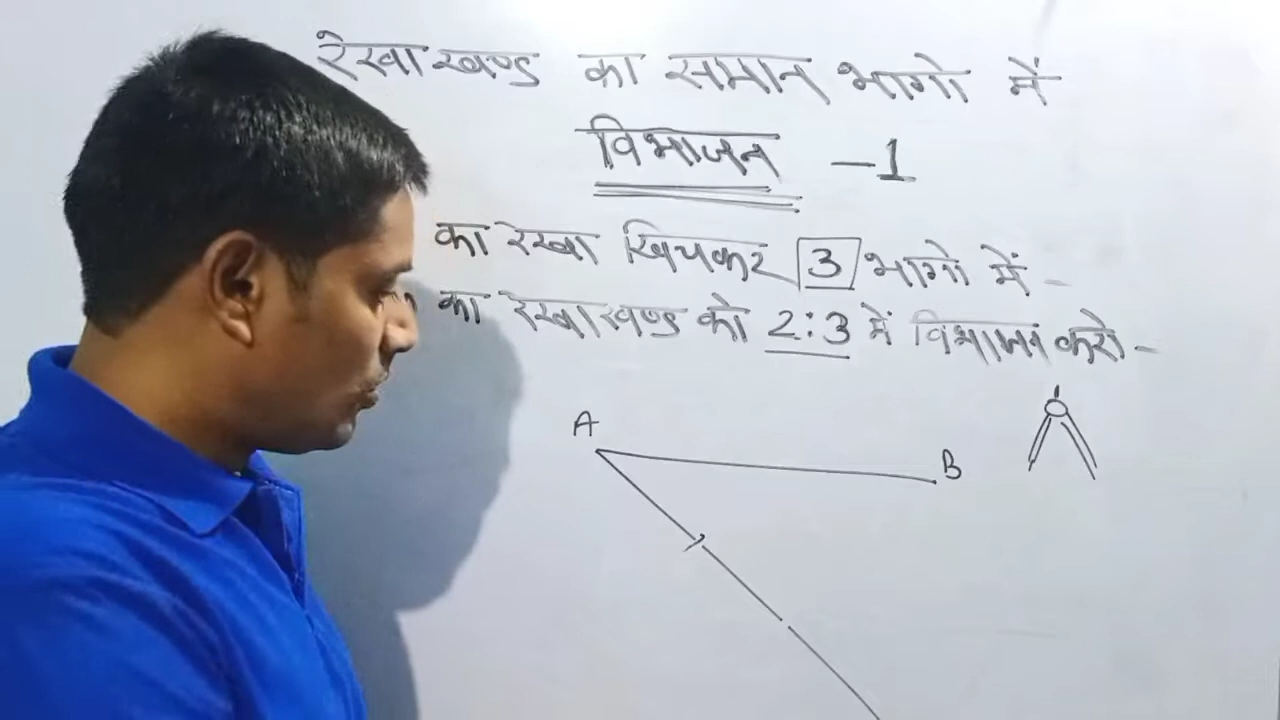 रेखाखण्ड का समान भागो में
विभाजन -1
का रेखा खिचकर 3 भागो में -
का रेखाखण्ड को 2:3 में विभाजन करो -
A
B